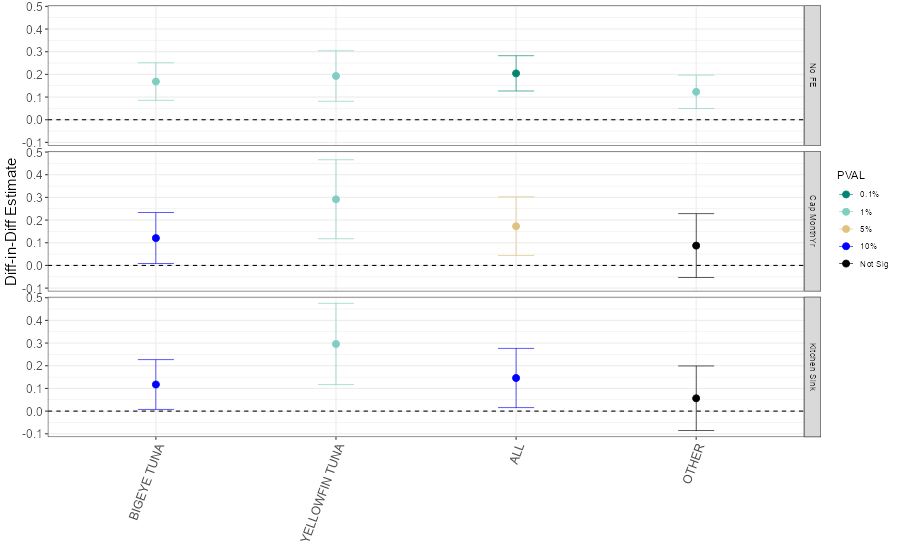 Diff-in-Diff Estimate
0.5
0.4
0.3
0.2
0.1
0.0
-0.1
No FE
0.5
0.4
0.3
0.2
0.1
0.0
-0.1
Cap MonthYr
0.5
0.4
0.3
0.2
0.1
0.0
-0.1
Kitchen Sink
BIGEYE TUNA
YELLOWFIN TUNA
ALL
OTHER
PVAL
0.1%
1%
5%
10%
Not Sig